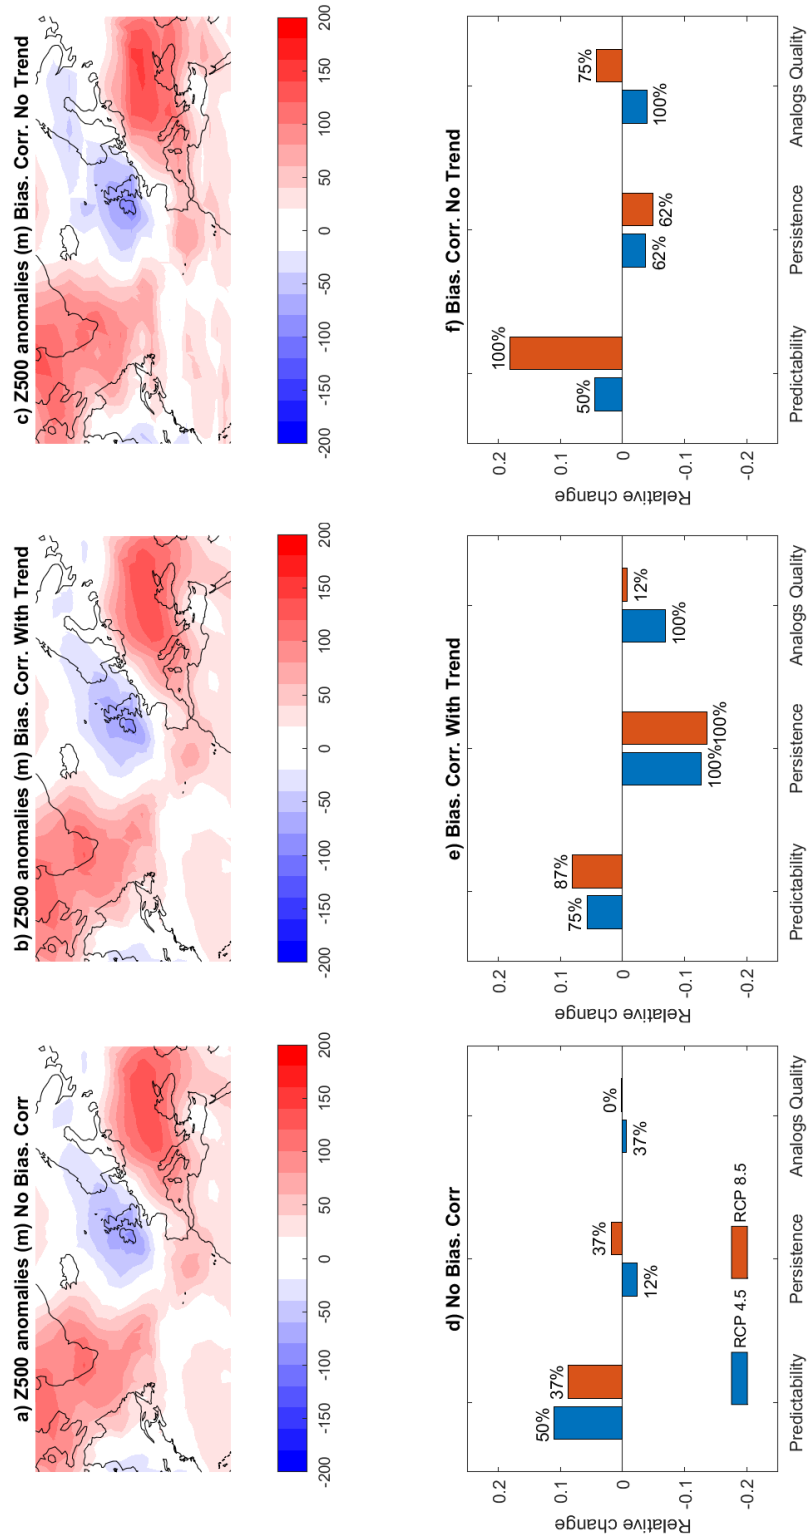 a) Z500 anomalies (m) No Bias. Corr
-200 -150 -100 -50 0 50 100 150 200
b) Z500 anomalies (m) Bias. Corr. With Trend
-200 -150 -100 -50 0 50 100 150 200
c) Z500 anomalies (m) Bias. Corr. No Trend
-200 -150 -100 -50 0 50 100 150 200
d) No Bias. Corr
Relative change
0.2
0.1
0
-0.1
-0.2
50% 37%
12% 37%
37% 0%
RCP 4.5 RCP 8.5
Predictability Persistence Analogs Quality
e) Bias. Corr. With Trend
Relative change
0.2
0.1
0
-0.1
-0.2
75% 87%
100% 100%
100% 12%
Predictability Persistence Analogs Quality
f) Bias. Corr. No Trend
Relative change
0.2
0.1
0
-0.1
-0.2
50% 100%
62% 62%
100% 75%
Predictability Persistence Analogs Quality